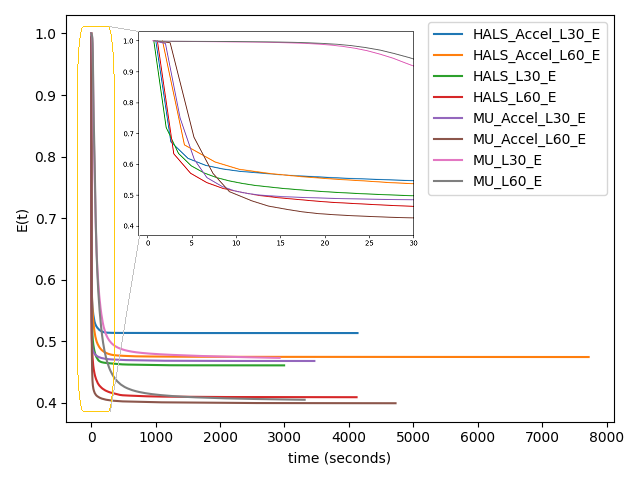 E(t)
1.0
0.9
0.8
0.7
0.6
0.5
0.4
1.0
0.9
0.8
0.7
0.6
0.5
0.4
0 5 10 15 20 25 30
HALS_Accel_L30_E
HALS_Accel_L60_E
HALS_L30_E
HALS_L60_E
MU_Accel_L30_E
MU_Accel_L60_E
MU_L30_E
MU_L60_E
0 1000 2000 3000 4000 5000 6000 7000 8000
time (seconds)